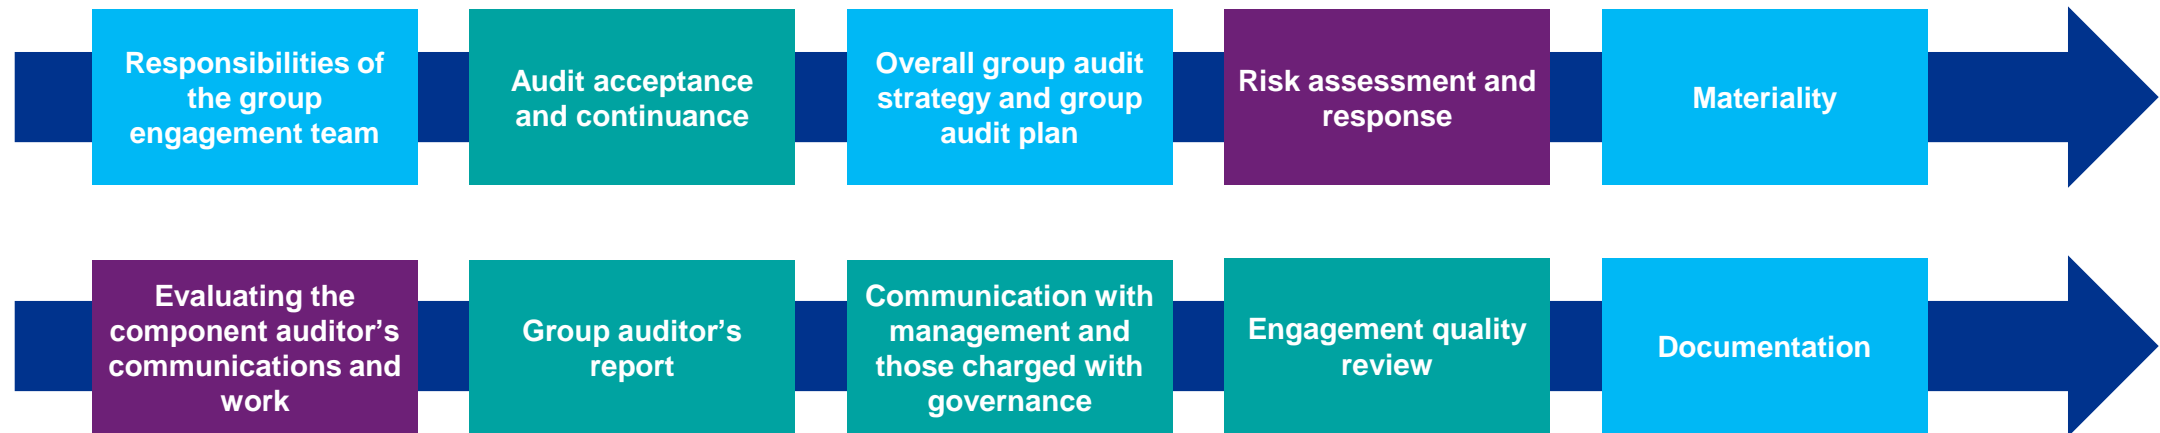 Responsibilities of
the group
engagement team
Audit acceptance
and continuance
Overall group audit
strategy and group
audit plan
Risk assessment and
response
Materiality
Evaluating the
component auditor’s
communications and
work
Group auditor’s
report
Communication with
management and
those charged with
governance
Engagement quality
review
Documentation